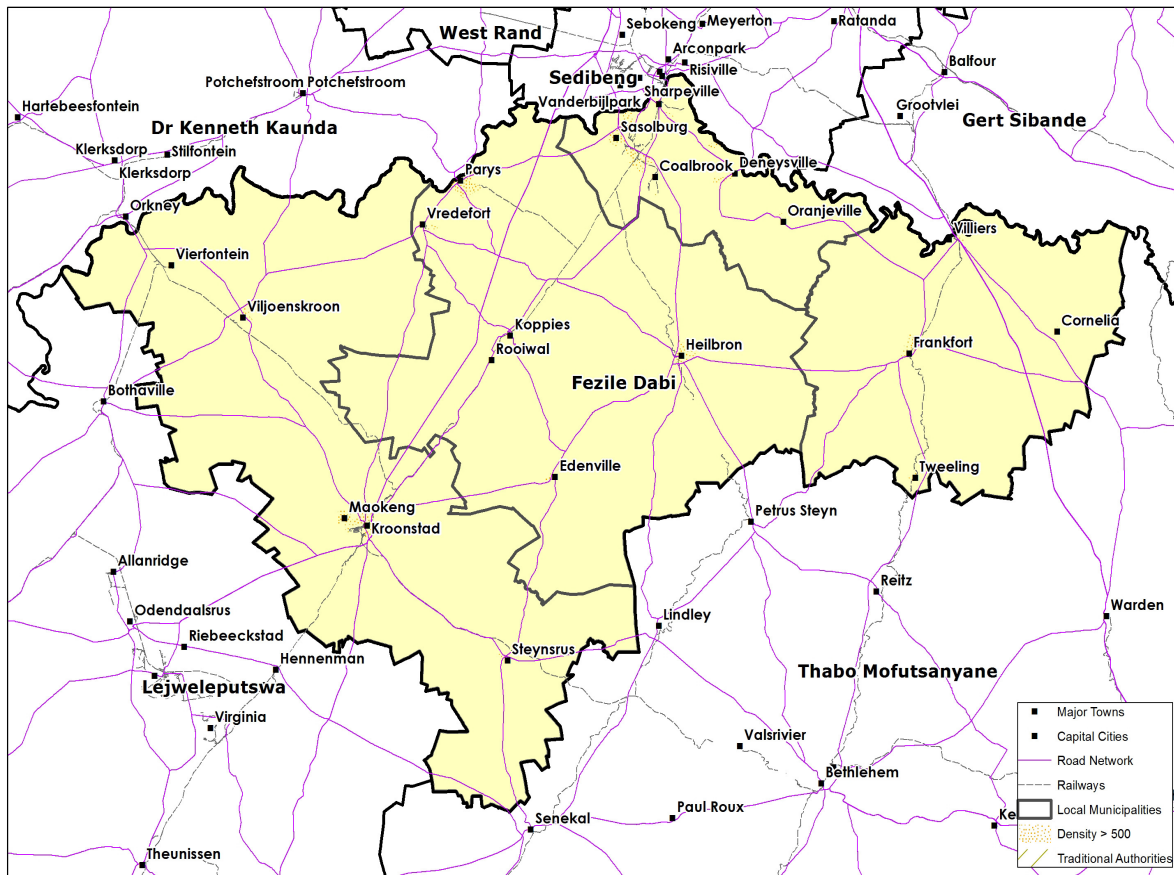 Sebokeng
Meyerton
Ratanda
West Rand
Arconpark
Balfour
Risiville
Sedibeng
Potchefstroom
Potchefstroom
Sharpeville
Vanderbijlpark
Hartebeesfontein
Grootvlei
Gert Sibande
Dr Kenneth Kaunda
Sasolburg
Klerksdorp
Stilfontein
Klerksdorp
Parys
Coalbrook
Deneysville
Orkney
Vredefort
Oranjeville
Villiers
Vierfontein
Viljoenskroon
Koppies
Cornelia
Rooiwal
Heilbron
Frankfort
Fezile Dabi
Bothaville
Edenville
Tweeling
Maokeng
Kroonstad
Petrus Steyn
Allanridge
Reitz
Odendaalsrus
Lindley
Warden
Riebeeckstad
Steynsrus
Hennenman
Thabo Mofutsanyane
Lejweleputswa
Virginia
Valsrivier
Bethlehem
Paul Roux
Senekal
Ke
Theunissen
Major Towns
Capital Cities
Road Network
Railways
Local Municipalities
Density > 500
Traditional Authorities